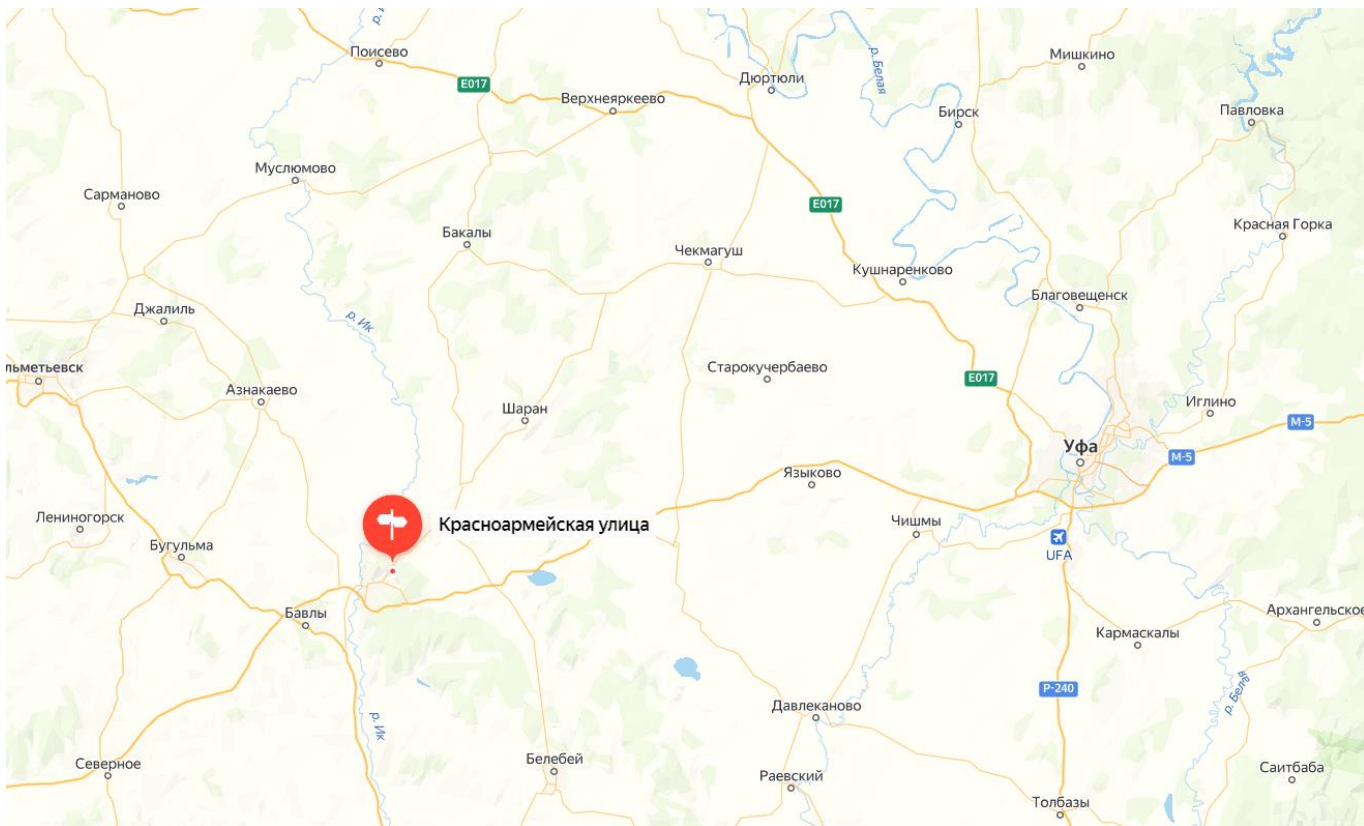 Поисево
Мишкино
р. Белая
Дюртюли
E017
Верхнеяркеево
Бирск
Павловка
Муслюмово
Сарманово
E017
Бакалы
Красная Горка
Чекмагуш
Кушнаренково
Благовещенск
Джалиль
р. Ик
льметьевск
Старокучербаево
E017
Азнакаево
Иглино
Шаран
М-5
Уфа
М-5
Языково
Лениногорск
Красноармейская улица
Чишмы
Бугульма
UFA
Бавлы
Архангельское
Кармаскалы
Р-240
р. Белая
Давлеканово
р. Ик
Северное
Белебей
Раевский
Саитбаба
Толбазы